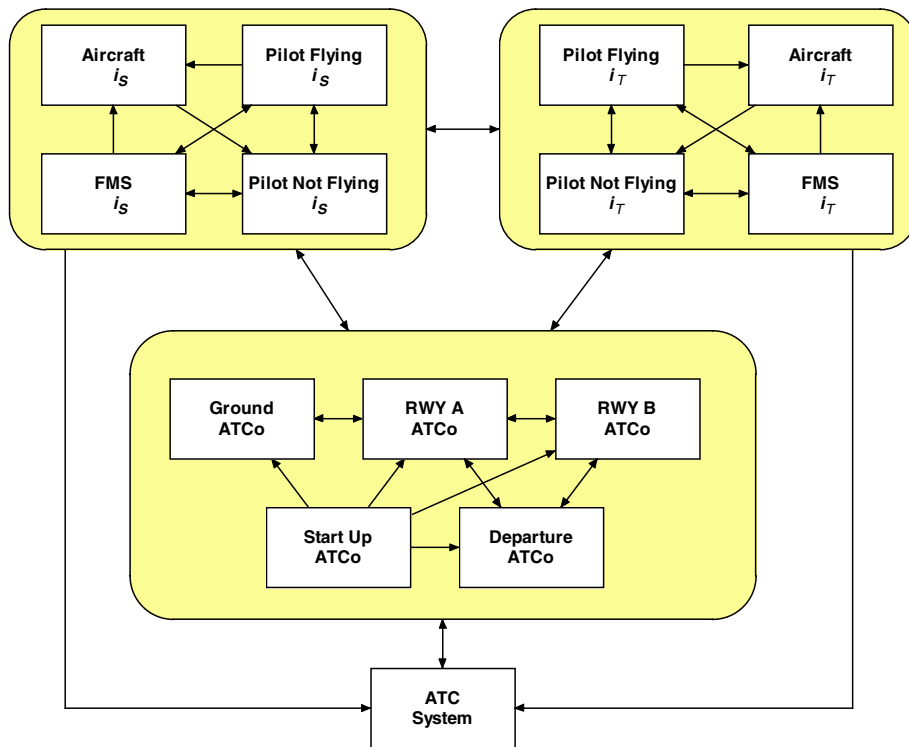 Aircraft
i_S
Pilot Flying
i_S
FMS
i_S
Pilot Not Flying
i_S
Pilot Flying
i_T
Aircraft
i_T
Pilot Not Flying
i_T
FMS
i_T
Ground
ATCo
RWY A
ATCo
RWY B
ATCo
Start Up
ATCo
Departure
ATCo
ATC
System